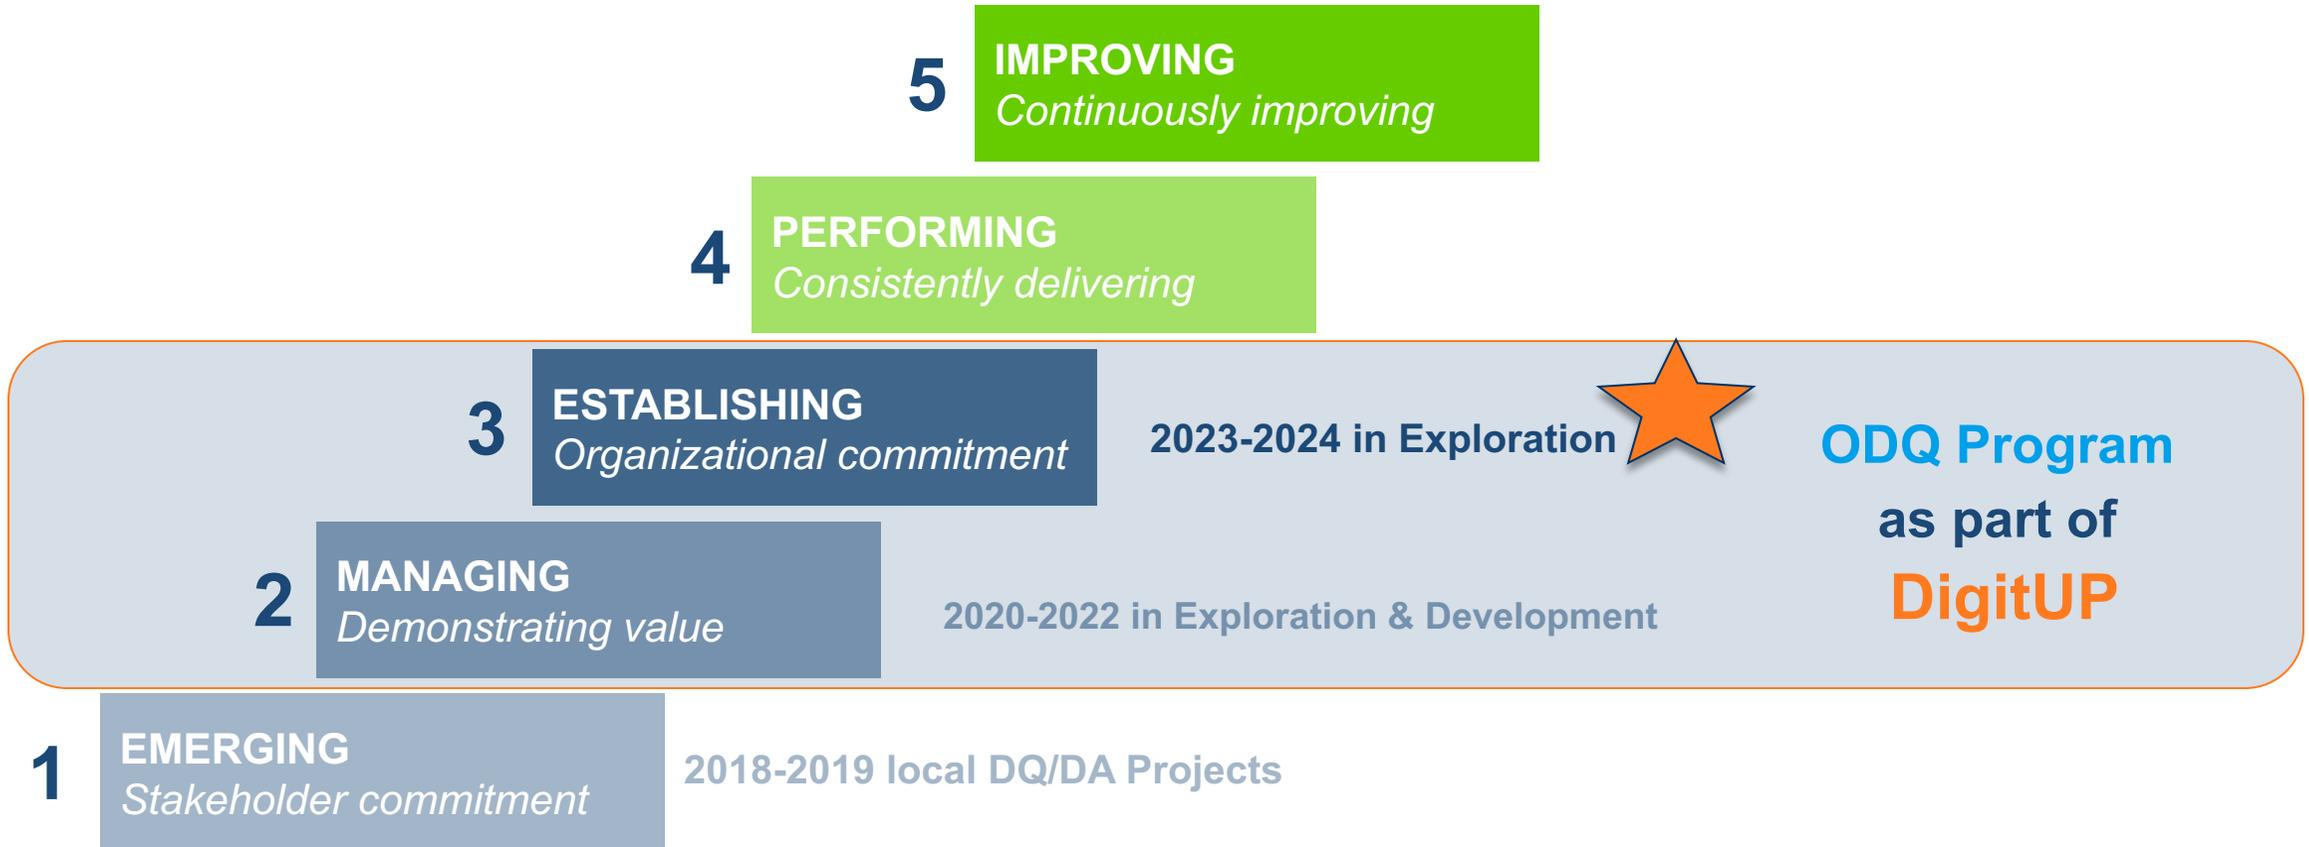 5
IMPROVING
Continuously improving
4
PERFORMING
Consistently delivering
3
ESTABLISHING
Organizational commitment
2023-2024 in Exploration
ODQ Program
as part of
DigitUP
2
MANAGING
Demonstrating value
2020-2022 in Exploration & Development
1
EMERGING
Stakeholder commitment
2018-2019 local DQ/DA Projects